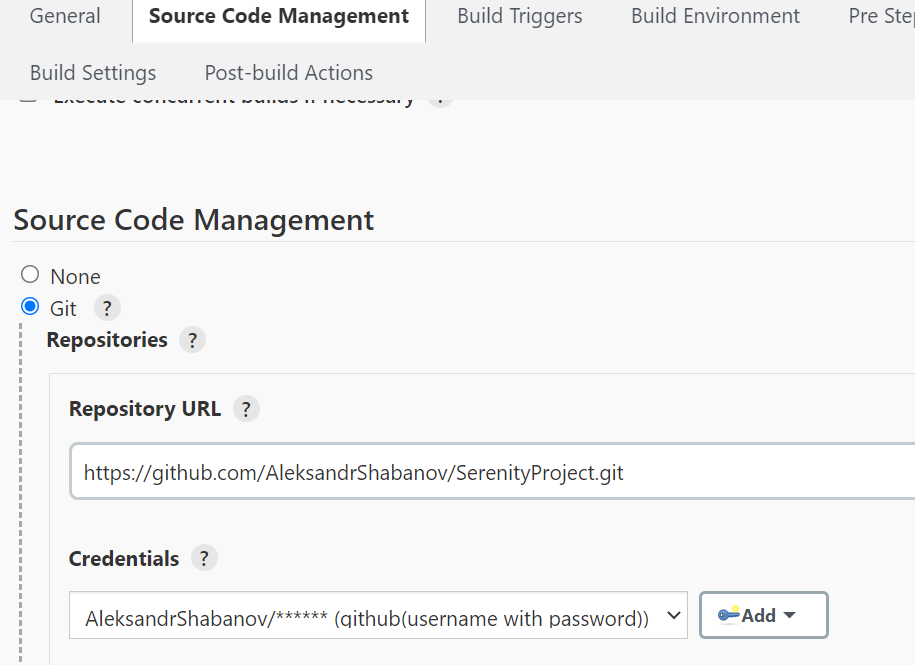 General Source Code Management Build Triggers Build Environment Pre Step
Build Settings Post-build Actions
Execute concurrent builds if necessary ?
Source Code Management
None
Git ?
Repositories ?
Repository URL ?
https://github.com/AleksandrShabanov/SerenityProject.git
Credentials ?
AleksandrShabanov/****** (github(username with password)) Add